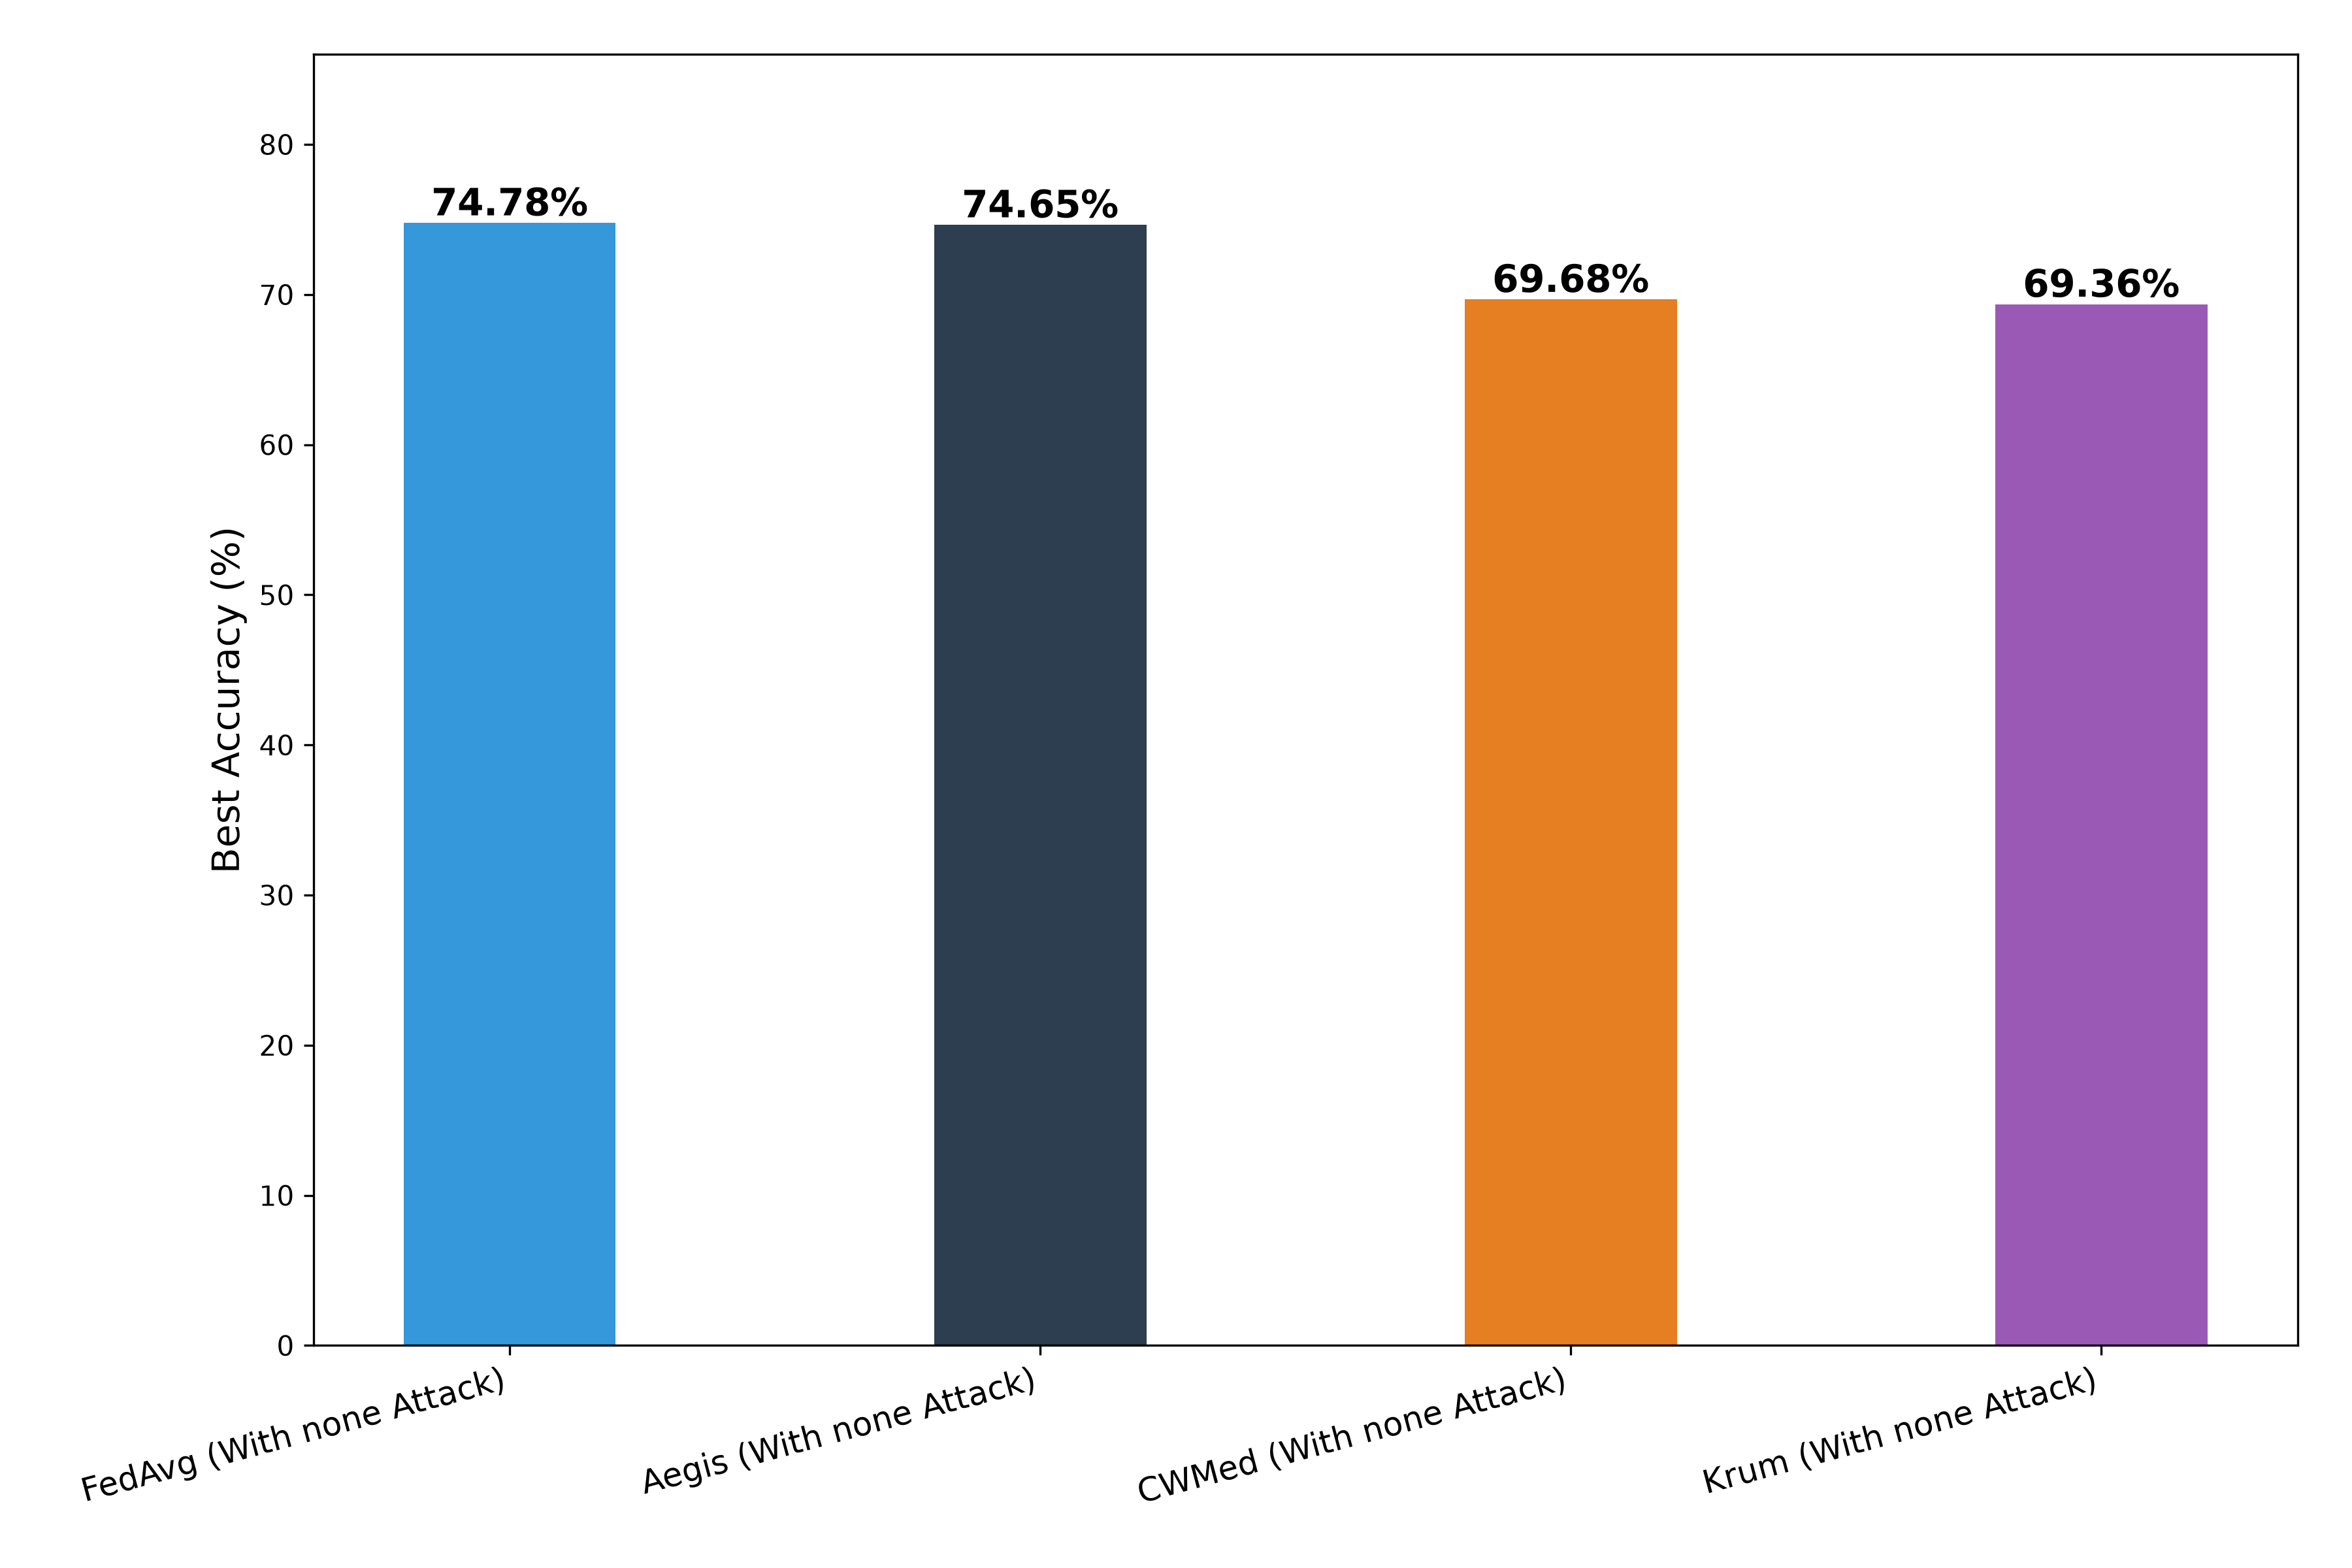 Best Accuracy (%)
80
70
60
50
40
30
20
10
0
74.78%
74.65%
69.68%
69.36%
FedAvg (With none Attack)
Aegis (With none Attack)
CWMed (With none Attack)
Krum (With none Attack)